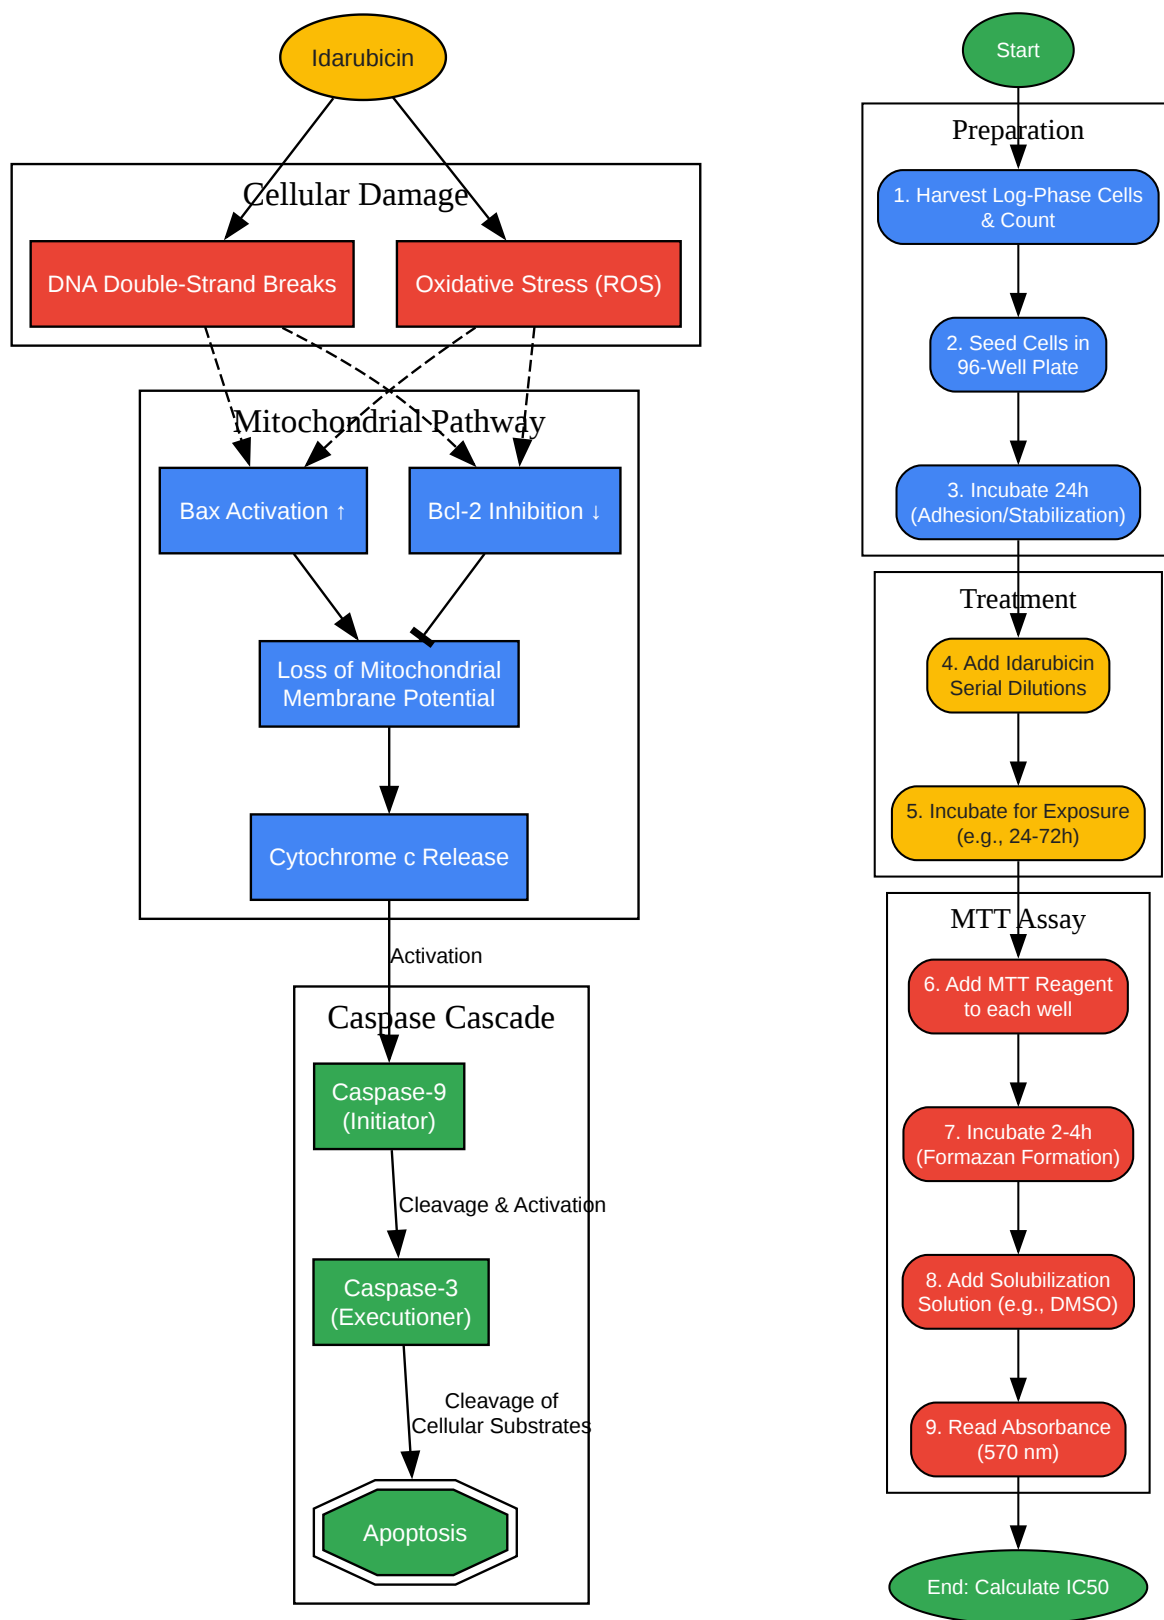 Idarubicin
Cellular Damage
DNA Double-Strand Breaks
Oxidative Stress (ROS)
Mitochondrial Pathway
Bax Activation ↑
Bcl-2 Inhibition ↓
Loss of Mitochondrial
Membrane Potential
Cytochrome c Release
Activation
Caspase Cascade
Caspase-9
(Initiator)
Cleavage & Activation
Caspase-3
(Executioner)
Cleavage of
Cellular Substrates
Apoptosis
Start
Preparation
1. Harvest Log-Phase Cells
& Count
2. Seed Cells in
96-Well Plate
3. Incubate 24h
(Adhesion/Stabilization)
Treatment
4. Add Idarubicin
Serial Dilutions
5. Incubate for Exposure
(e.g., 24-72h)
MTT Assay
6. Add MTT Reagent
to each well
7. Incubate 2-4h
(Formazan Formation)
8. Add Solubilization
Solution (e.g., DMSO)
9. Read Absorbance
(570 nm)
End: Calculate IC50